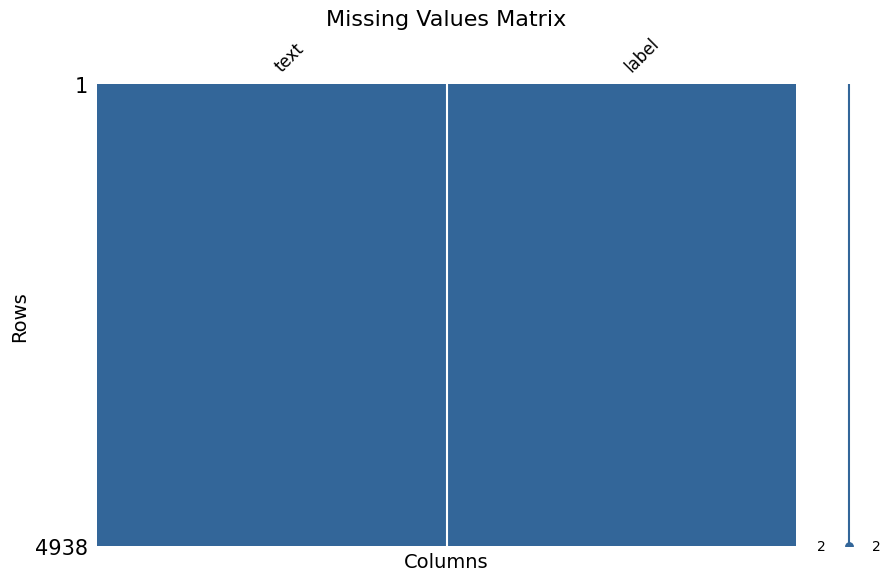 Missing Values Matrix
text label
1
Rows
4938
2 2
Columns